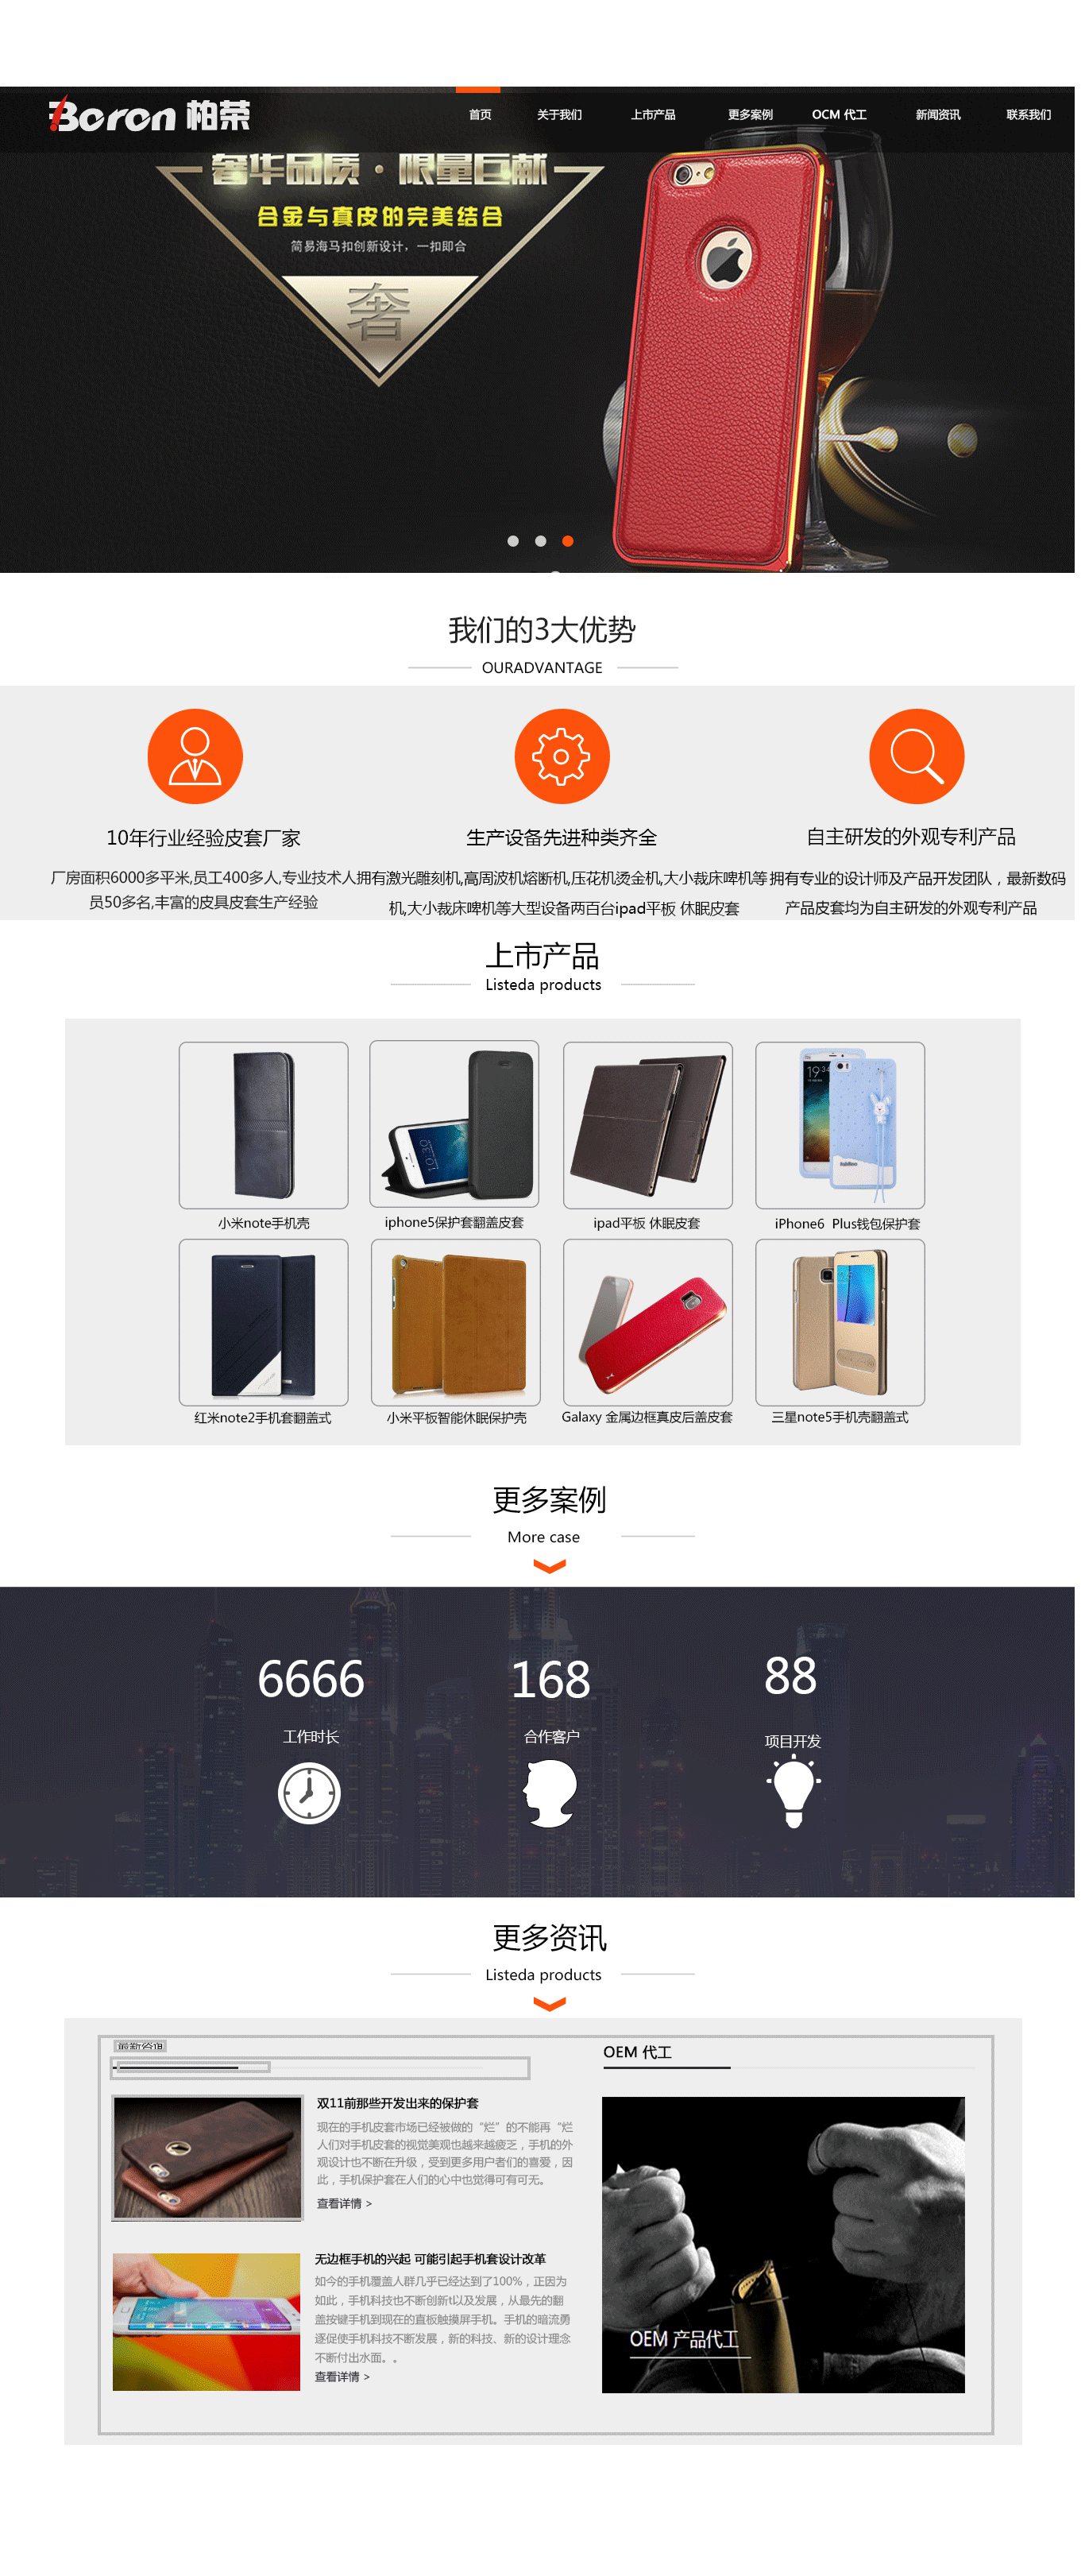 Boron 柏荣
首页 关于我们 上市产品 更多案例 OCM 代工 新闻资讯 联系我们
奢华品质·限量巨献
合金与真皮的完美结合
简易海马扣创新设计，一扣即合
奢
我们的3大优势
OURADVANTAGE
10年行业经验皮套厂家
厂房面积6000多平米,员工400多人,专业技术人
员50多名,丰富的皮具皮套生产经验
生产设备先进种类齐全
拥有激光雕刻机,高周波机熔断机,压花机烫金机,大小裁床啤机等
机,大小裁床啤机等大型设备两百台ipad平板 休眠皮套
自主研发的外观专利产品
拥有专业的设计师及产品开发团队，最新数码
产品皮套均为自主研发的外观专利产品
上市产品
Listeda products
小米note手机壳
iphone5保护套翻盖皮套
ipad平板 休眠皮套
19:34
iPhone6 Plus钱包保护套
红米note2手机套翻盖式
小米平板智能休眠保护壳
Galaxy 金属边框真皮后盖皮套
三星note5手机壳翻盖式
更多案例
More case
6666
168
88
工作时长
合作客户
项目开发
更多资讯
Listeda products
最新咨询
OEM 代工
双11前那些开发出来的保护套
现在的手机皮套市场已经被做的“烂”的不能再“烂
人们对手机皮套的视觉美观也越来越疲乏，手机的外
观设计也不断在升级，受到更多用户者们的喜爱，因
此，手机保护套在人们的心中也觉得可有可无。
查看详情 >
无边框手机的兴起 可能引起手机套设计改革
如今的手机覆盖人群几乎已经达到了100%，正因为
如此，手机科技也不断创新t以及发展，从最先的翻
盖按键手机到现在的直板触摸屏手机。手机的暗流勇
逐促使手机科技不断发展，新的科技、新的设计理念
不断付出水面。。
查看详情 >
OEM 产品代工